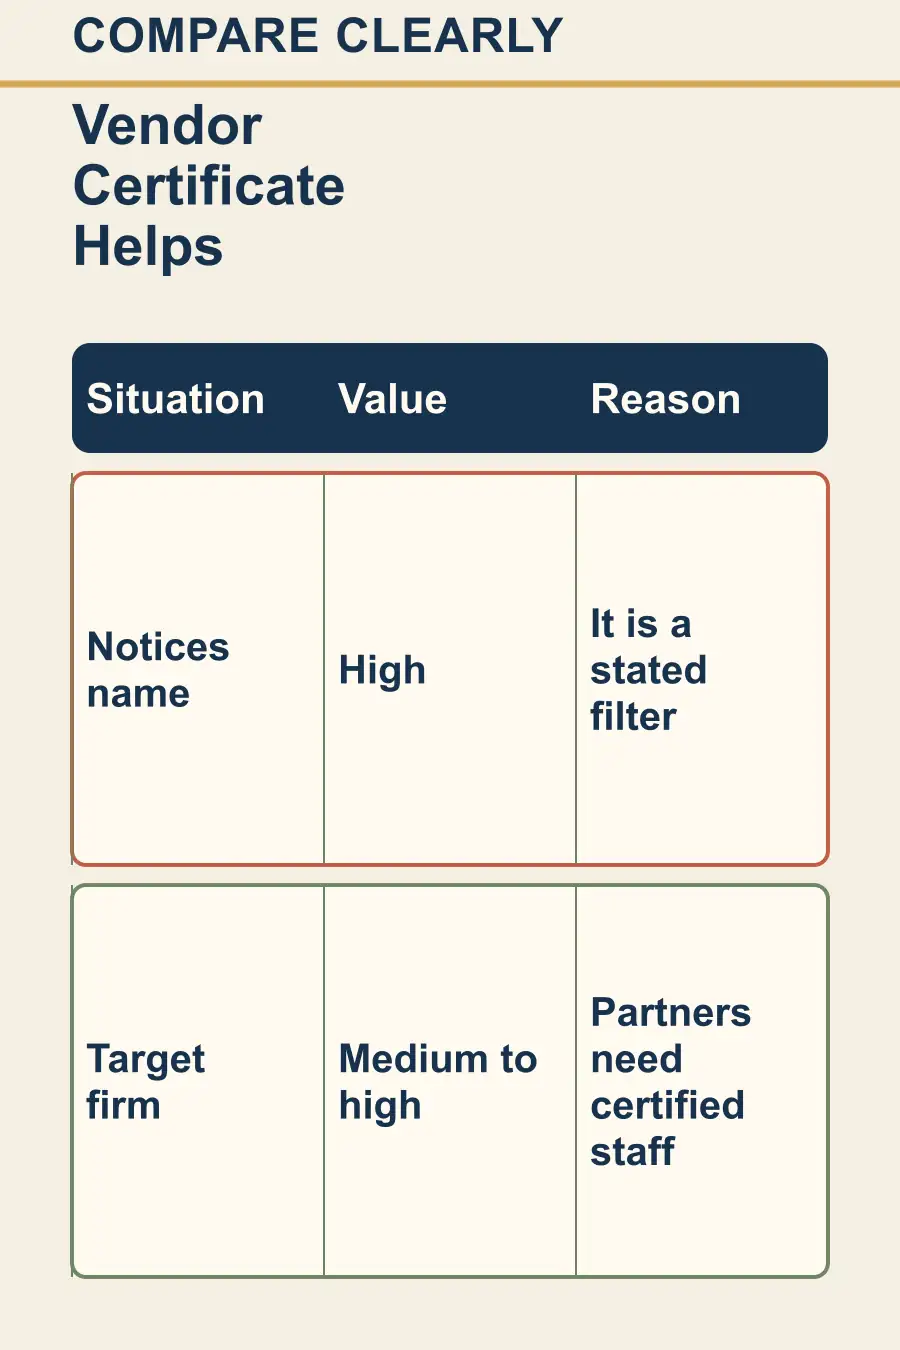 COMPARE CLEARLY
Vendor
Certificate
Helps
Situation Value Reason
Notices
name
High
It is a
stated
filter
Target
firm
Medium to
high
Partners
need
certified
staff